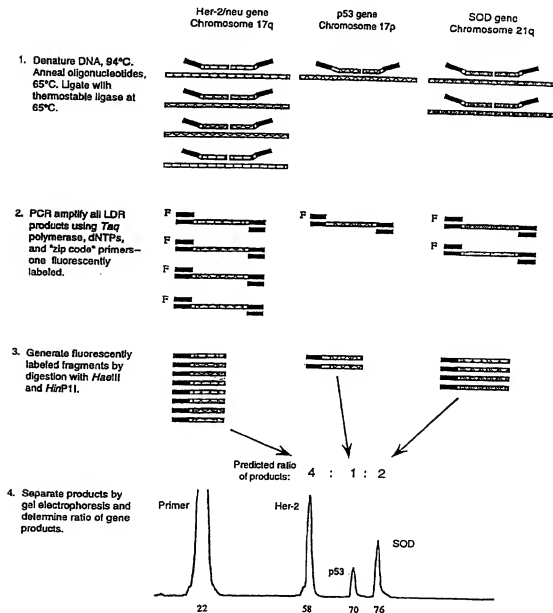 Her-2/neu gene
Chromosome 17q
p53 gene
Chromosome 17p
SOD gene
Chromosome 21q
1. Denature DNA, 94°C.
Anneal oligonucleotides,
65°C. Ligate with
thermostable ligase at
65°C.
2. PCR amplify all LDR
products using Taq
polymerase, dNTPs,
and "zip code" primers–
one fluorescently
labeled.
F
F
F
F
F
F
F
3. Generate fluorescently
labeled fragments by
digestion with HaeIII
and HinP1I.
Predicted ratio
of products:
4 : 1 : 2
4. Separate products by
gel electrophoresis and
determine ratio of gene
products.
Primer
Her-2
p53
SOD
22
58
70
76